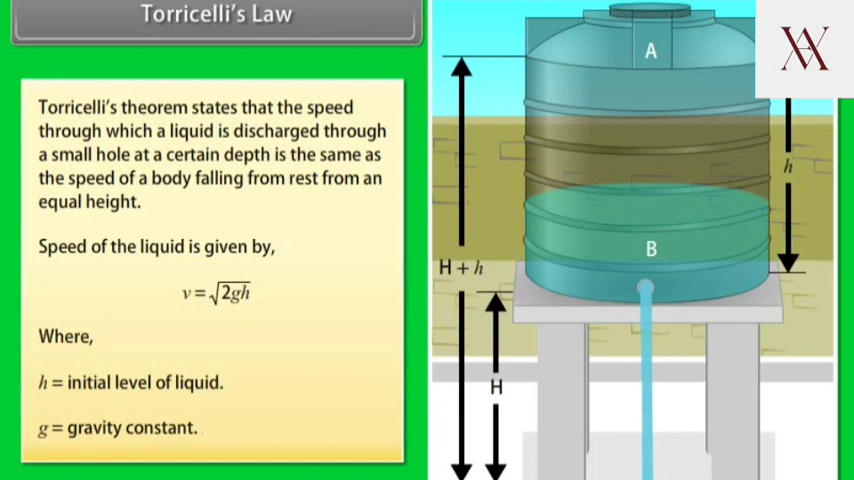 Torricelli's Law
Torricelli's theorem states that the speed
through which a liquid is discharged through
a small hole at a certain depth is the same as
the speed of a body falling from rest from an
equal height.
Speed of the liquid is given by,
v = √2gh
Where,
h = initial level of liquid.
g = gravity constant.
A
h
B
H + h
H